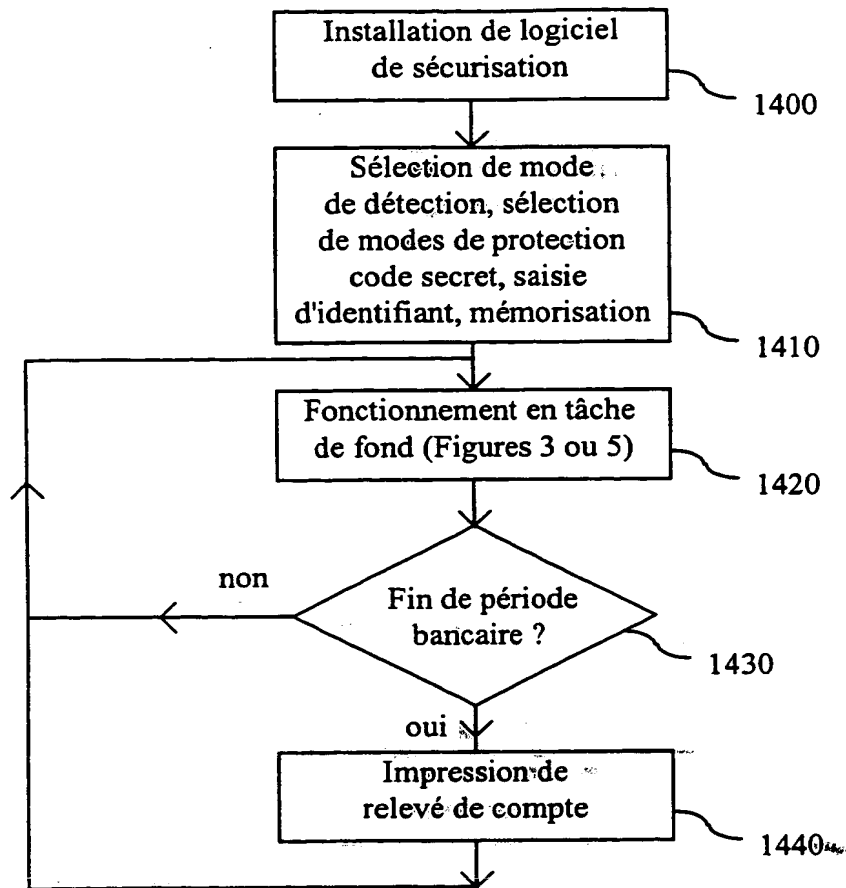 Installation de logiciel
de sécurisation
1400
Sélection de mode
de détection, sélection
de modes de protection
code secret, saisie
d'identifiant, mémorisation
1410
Fonctionnement en tâche
de fond (Figures 3 ou 5)
1420
non
Fin de période
bancaire ?
1430
oui
Impression de
relevé de compte
1440